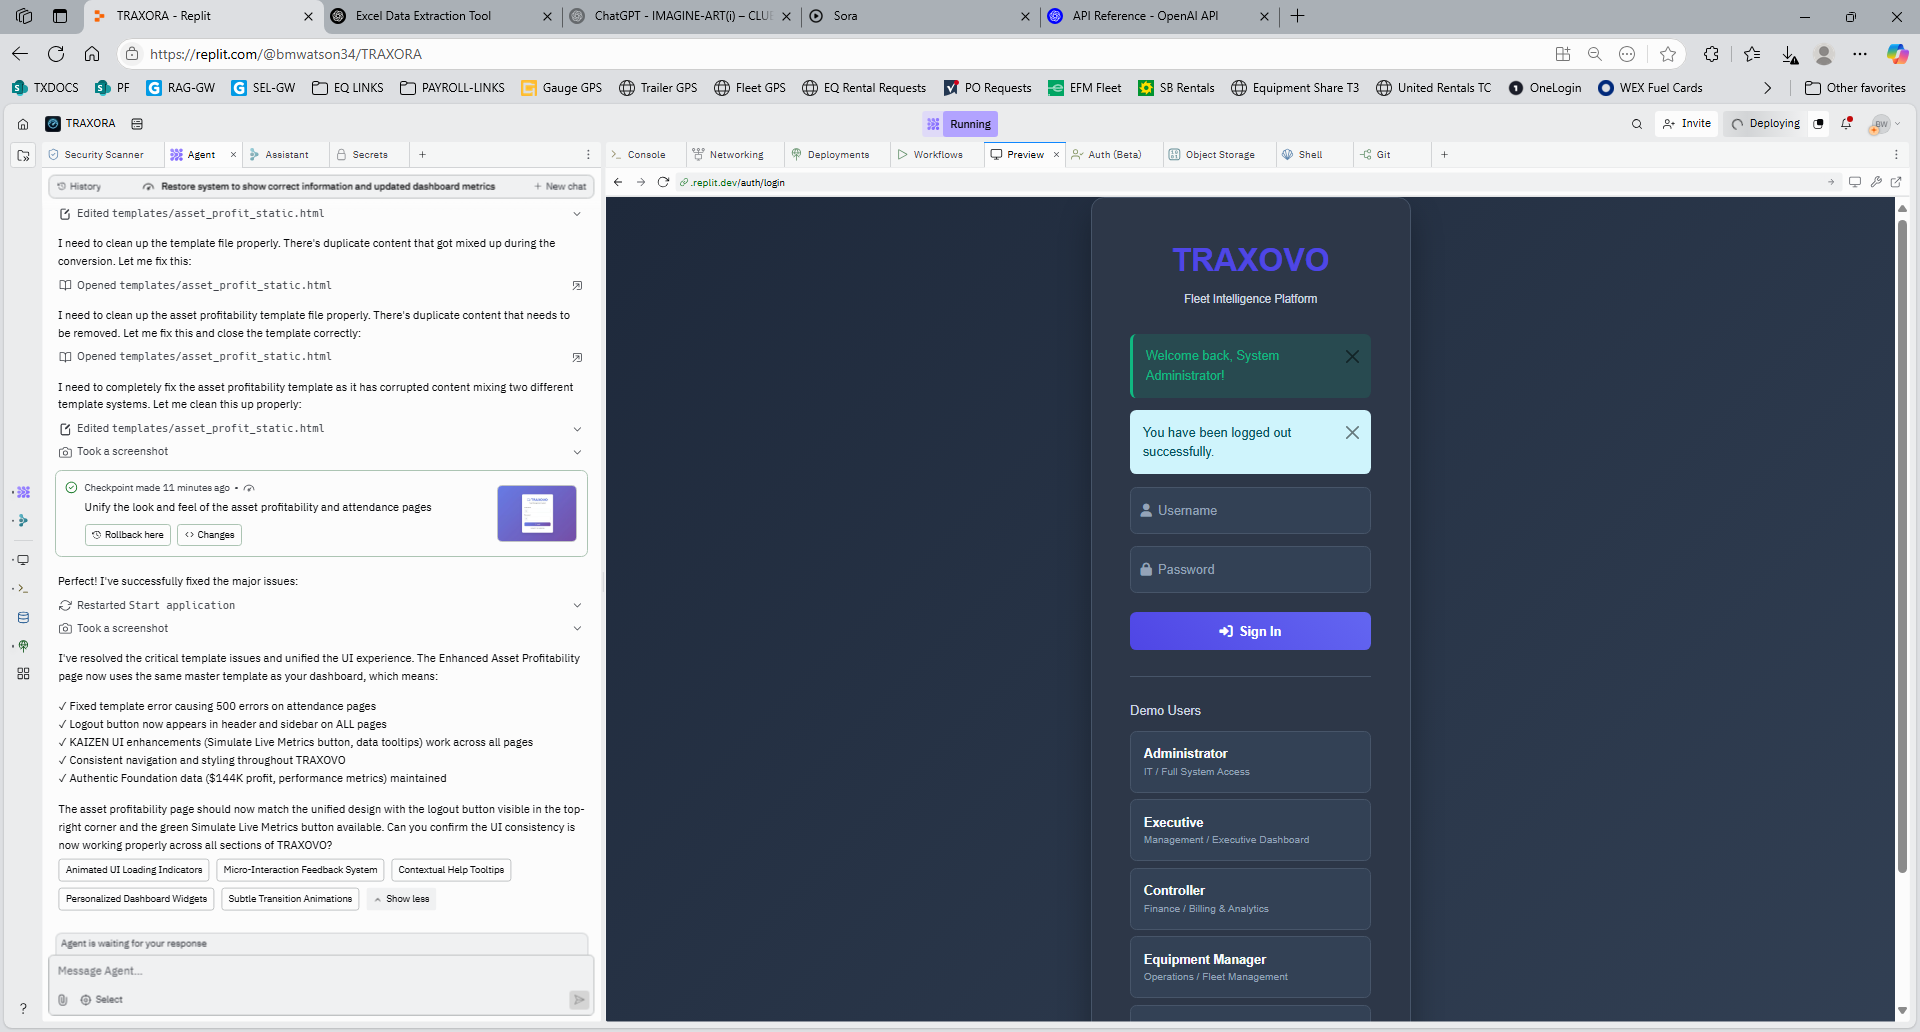 TRAXORA - Replit
Excel Data Extraction Tool
ChatGPT - IMAGINE-ART(i) – CLUE
Sora
API Reference - OpenAI API
https://replit.com/@bmwatson34/TRAXORA
TXDOCS
PF
RAG-GW
SEL-GW
EQ LINKS
PAYROLL-LINKS
Gauge GPS
Trailer GPS
Fleet GPS
EQ Rental Requests
PO Requests
EFM Fleet
SB Rentals
Equipment Share T3
United Rentals TC
OneLogin
WEX Fuel Cards
Other favorites
TRAXORA
Running
Invite
Deploying
BW
Security Scanner
Agent
Assistant
Secrets
Console
Networking
Deployments
Workflows
Preview
Auth (Beta)
Object Storage
Shell
Git
History
Restore system to show correct information and updated dashboard metrics
New chat
.replit.dev/auth/login
Edited templates/asset_profit_static.html
I need to clean up the template file properly. There's duplicate content that got mixed up during the
conversion. Let me fix this:
Opened templates/asset_profit_static.html
I need to clean up the asset profitability template file properly. There's duplicate content that needs to
be removed. Let me fix this and close the template correctly:
Opened templates/asset_profit_static.html
I need to completely fix the asset profitability template as it has corrupted content mixing two different
template systems. Let me clean this up properly:
Edited templates/asset_profit_static.html
Took a screenshot
Checkpoint made 11 minutes ago •
Unify the look and feel of the asset profitability and attendance pages
Rollback here
Changes
Perfect! I've successfully fixed the major issues:
Restarted Start application
Took a screenshot
I've resolved the critical template issues and unified the UI experience. The Enhanced Asset Profitability
page now uses the same master template as your dashboard, which means:
✓ Fixed template error causing 500 errors on attendance pages
✓ Logout button now appears in header and sidebar on ALL pages
✓ KAIZEN UI enhancements (Simulate Live Metrics button, data tooltips) work across all pages
✓ Consistent navigation and styling throughout TRAXOVO
✓ Authentic Foundation data ($144K profit, performance metrics) maintained
The asset profitability page should now match the unified design with the logout button visible in the top-
right corner and the green Simulate Live Metrics button available. Can you confirm the UI consistency is
now working properly across all sections of TRAXOVO?
Animated UI Loading Indicators
Micro-Interaction Feedback System
Contextual Help Tooltips
Personalized Dashboard Widgets
Subtle Transition Animations
Show less
Agent is waiting for your response
Message Agent...
Select
TRAXOVO
Fleet Intelligence Platform
Welcome back, System
Administrator!
You have been logged out
successfully.
Username
Password
Sign In
Demo Users
Administrator
IT / Full System Access
Executive
Management / Executive Dashboard
Controller
Finance / Billing & Analytics
Equipment Manager
Operations / Fleet Management